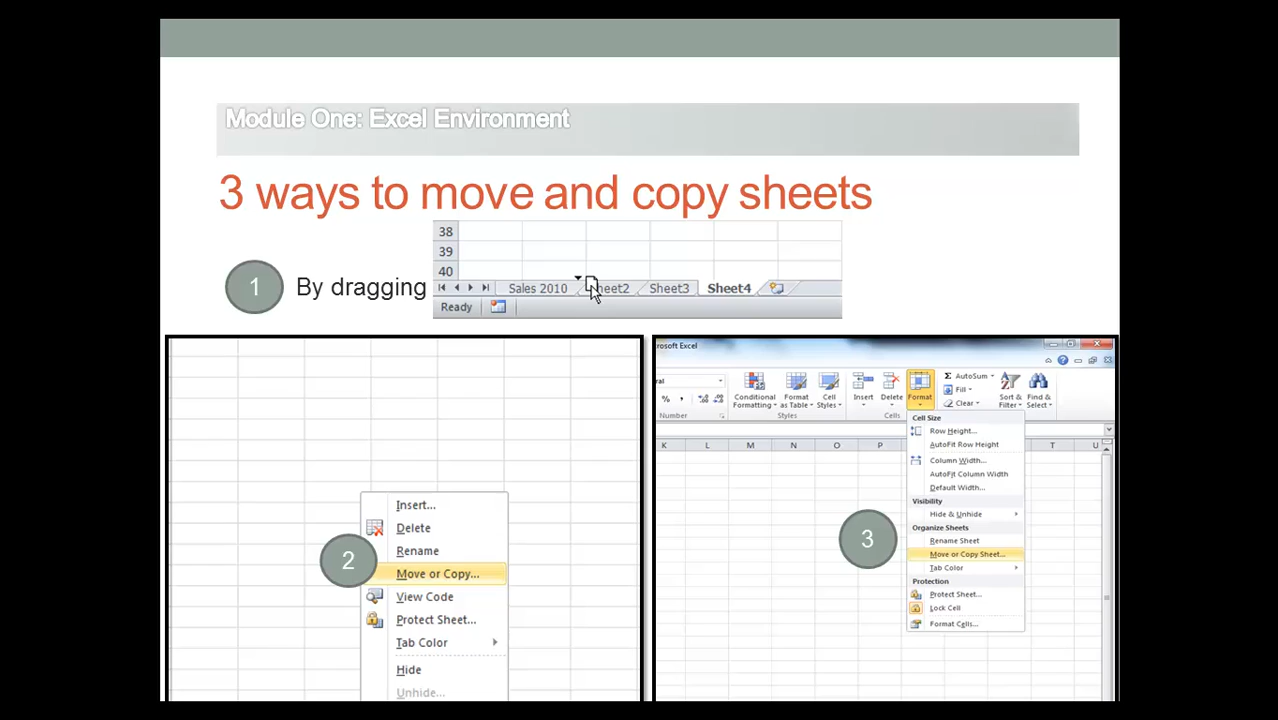 Module One: Excel Environment
3 ways to move and copy sheets
1 By dragging
38
39
40
Sales 2010 Sheet3 Sheet4
Ready
2
Insert...
Delete
Rename
Move or Copy...
View Code
Protect Sheet...
Tab Color
Hide
Unhide...
rosoft Excel
ral
% ,
Conditional Formatting
Format as Table
Cell Styles
Insert
Delete
Format
Σ AutoSum
Fill
Clear
Sort & Filter
Find & Select
Number Styles Cells
K L M N O P T U
3
Cell Size
Row Height...
AutoFit Row Height
Column Width...
AutoFit Column Width
Default Width...
Visibility
Hide & Unhide
Organize Sheets
Rename Sheet
Move or Copy Sheet...
Tab Color
Protection
Protect Sheet...
Lock Cell
Format Cells...